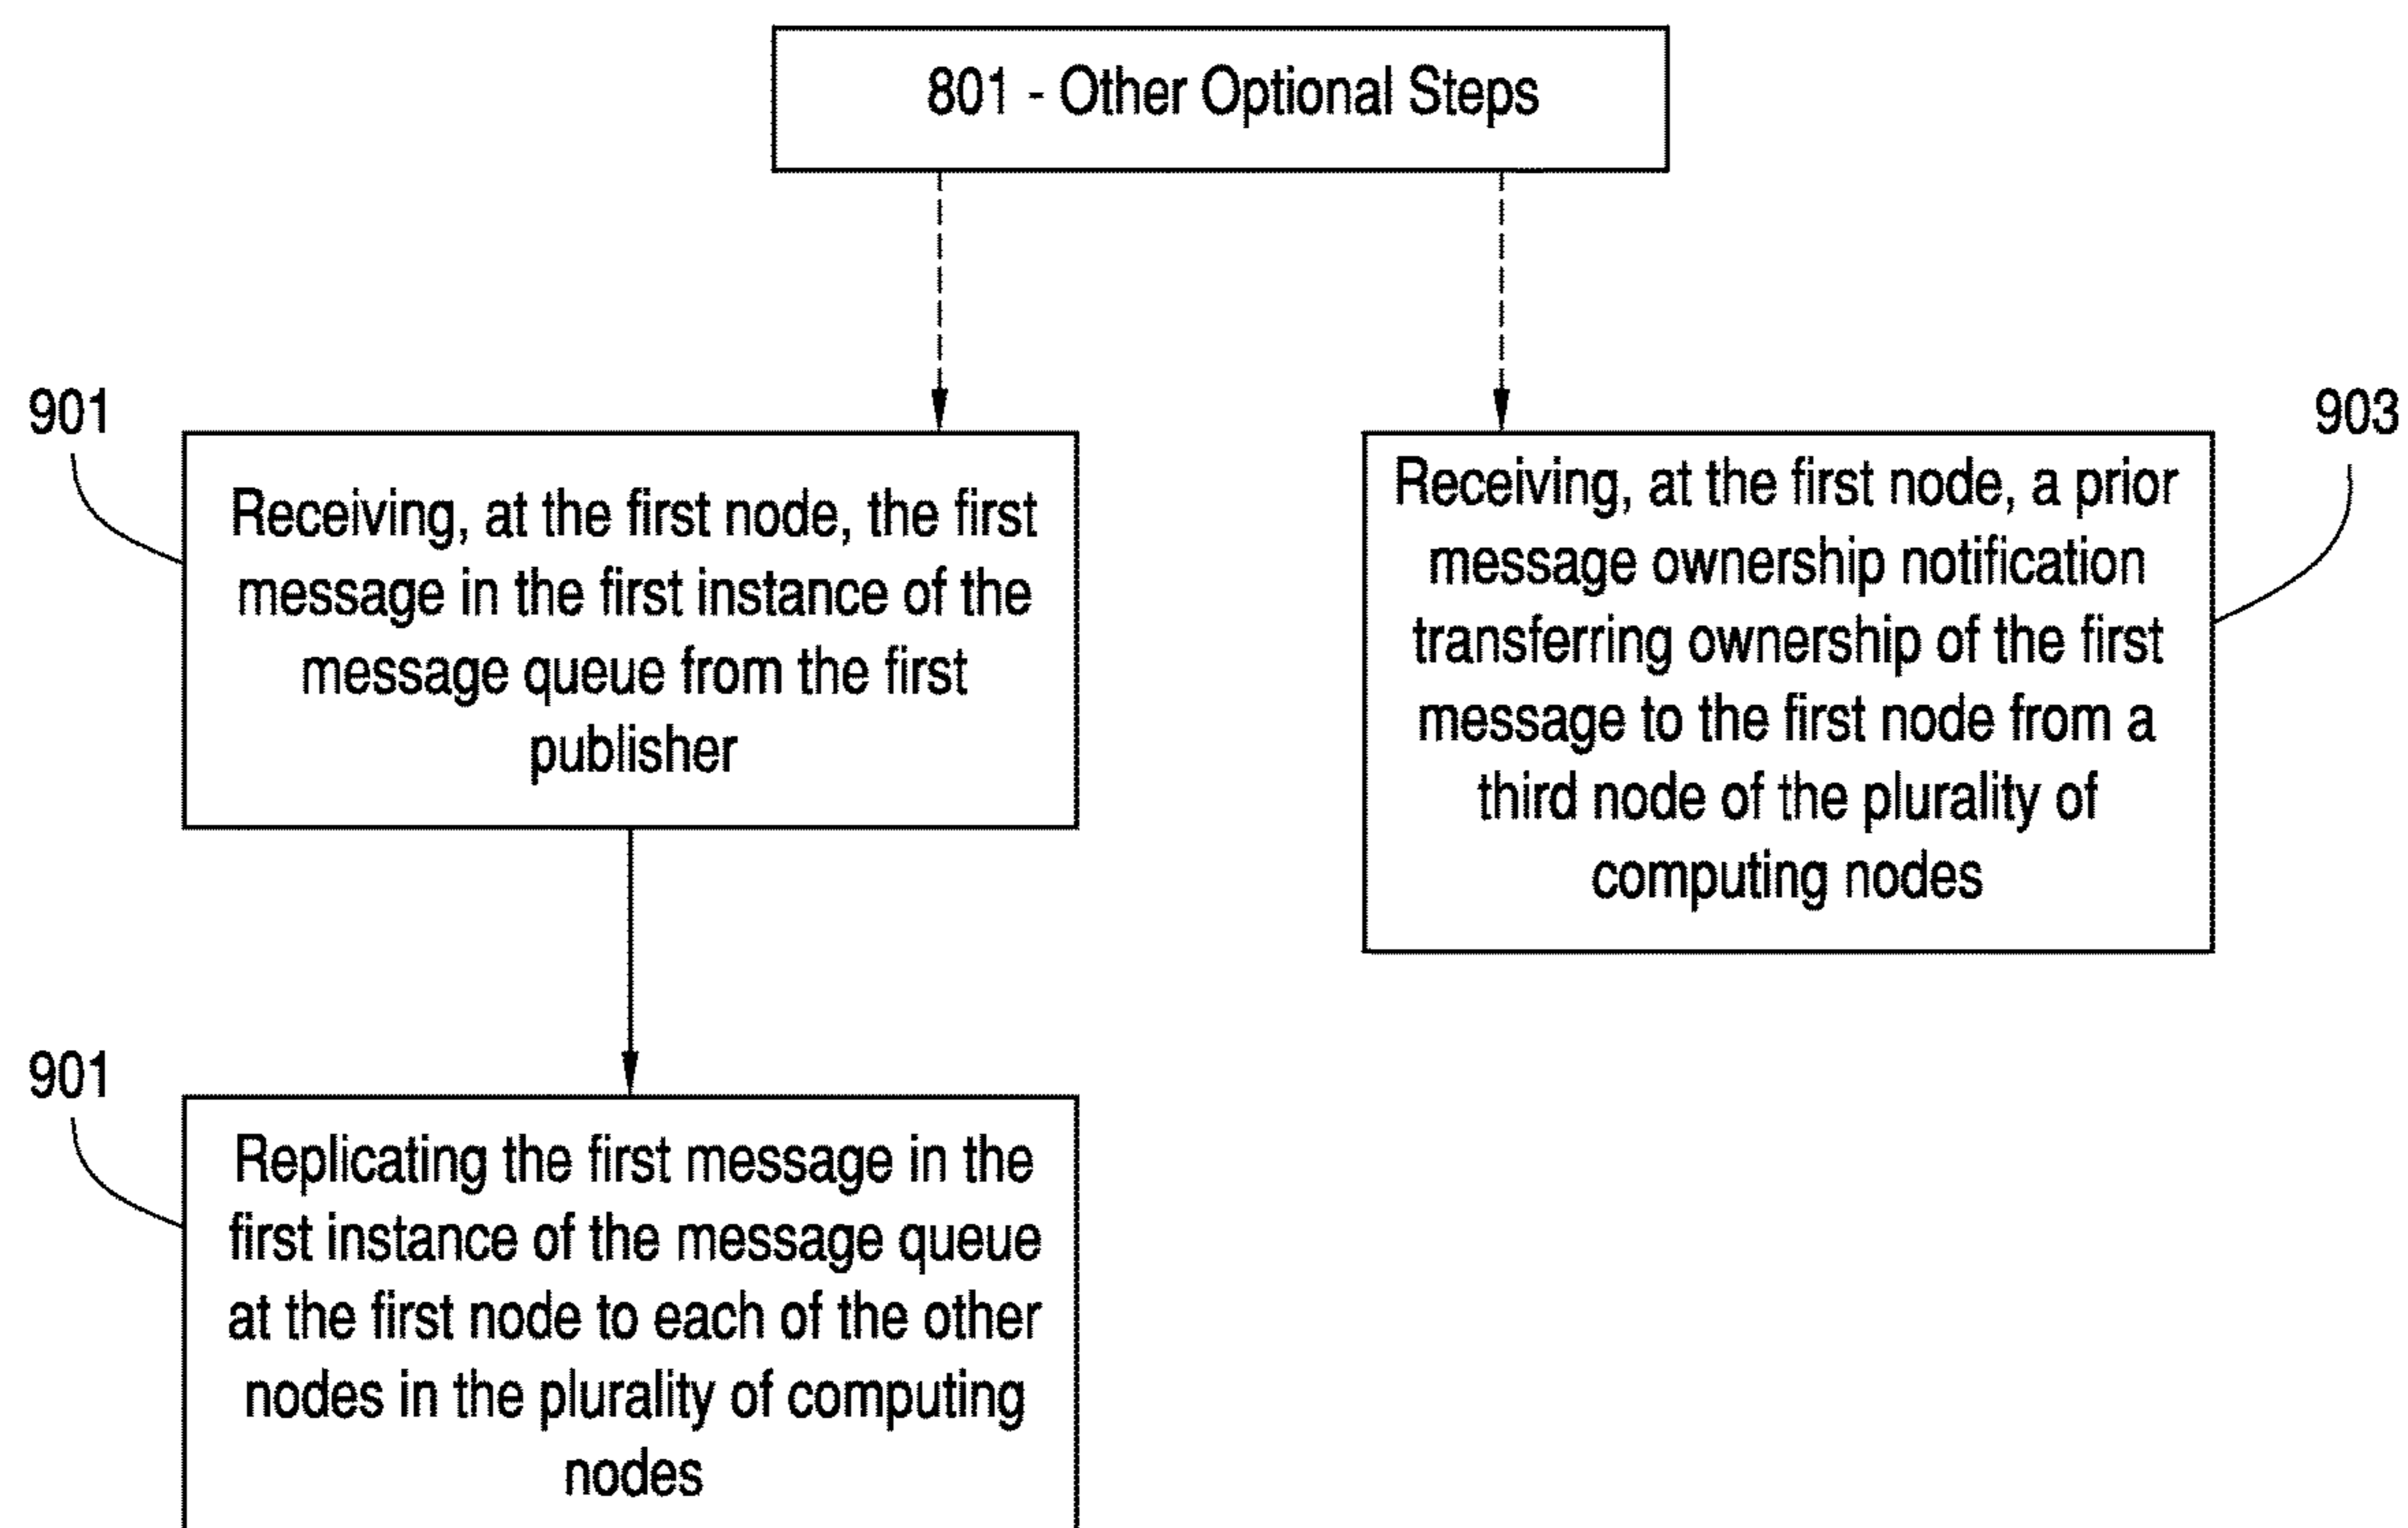 801 - Other Optional Steps
901
Receiving, at the first node, the first
message in the first instance of the
message queue from the first
publisher
903
Receiving, at the first node, a prior
message ownership notification
transferring ownership of the first
message to the first node from a
third node of the plurality of
computing nodes
901
Replicating the first message in the
first instance of the message queue
at the first node to each of the other
nodes in the plurality of computing
nodes